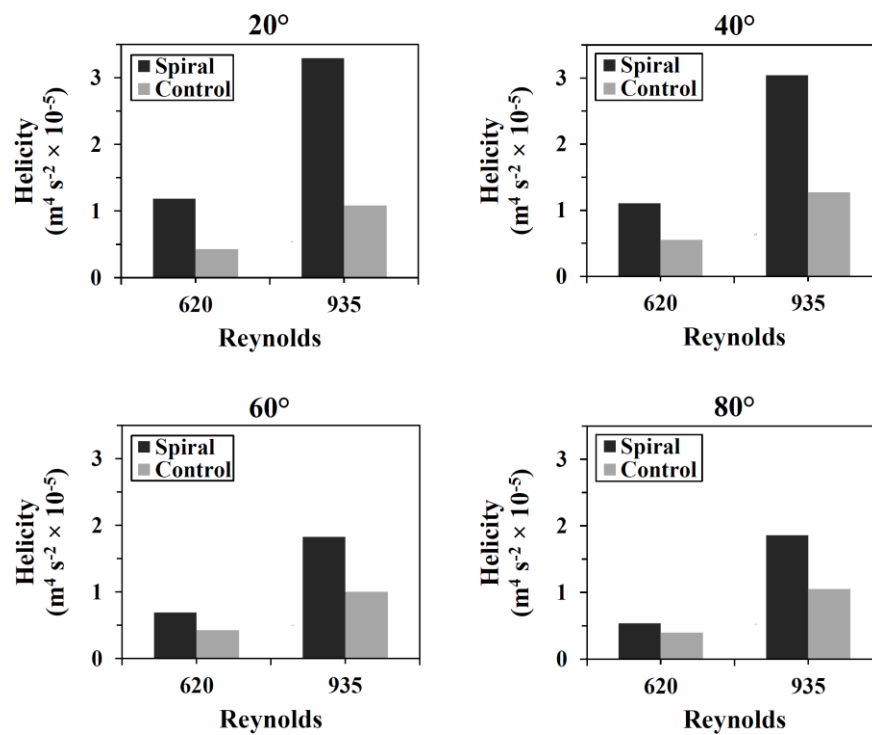 20°
Spiral
Control
3
2
1
0
Helicity
(m⁴ s⁻² × 10⁻⁵)
620
935
Reynolds
40°
Spiral
Control
3
2
1
0
Helicity
(m⁴ s⁻² × 10⁻⁵)
620
935
Reynolds
60°
Spiral
Control
3
2
1
0
Helicity
(m⁴ s⁻² × 10⁻⁵)
620
935
Reynolds
80°
Spiral
Control
3
2
1
0
Helicity
(m⁴ s⁻² × 10⁻⁵)
620
935
Reynolds